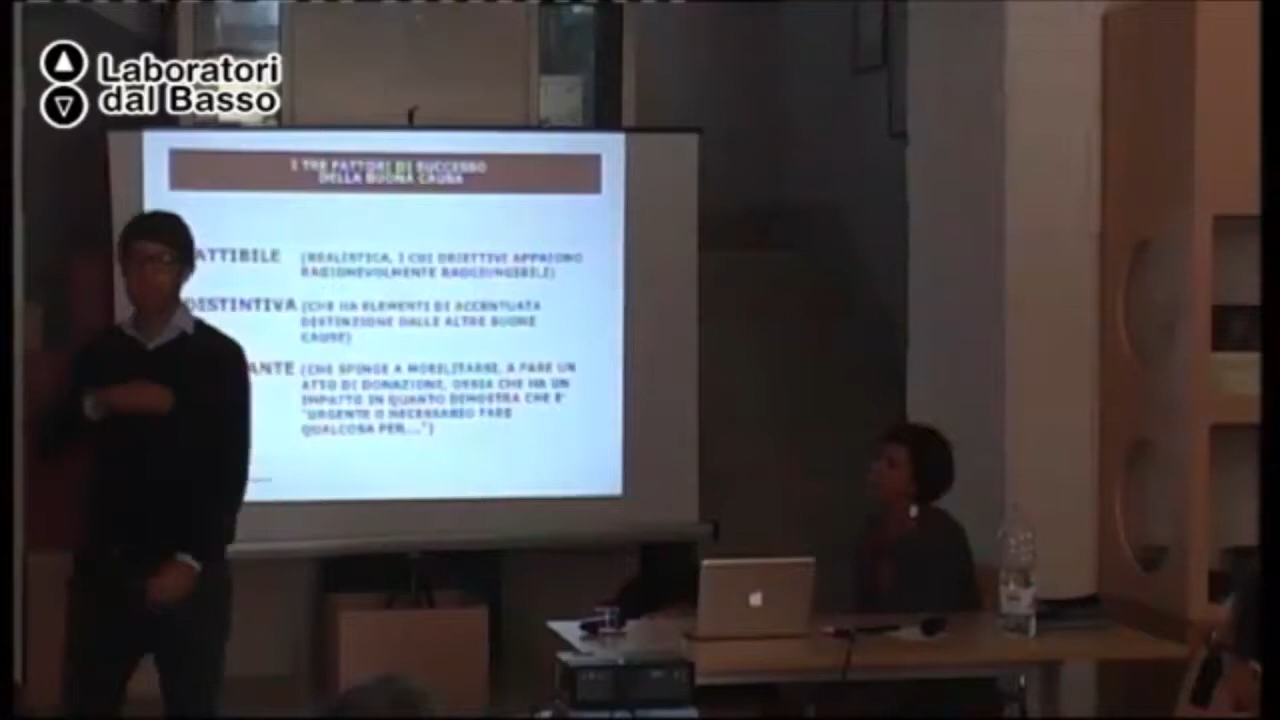 Laboratori
dal Basso
I TRE FATTORI DI SUCCESSO
DELLA BUONA CAUSA
ATTIBILE
(REALISTICA, I CUI OBIETTIVI APPAIONO
RAGIONEVOLMENTE RAGGIUNGIBILI)
DISTINTIVA
(CHE HA ELEMENTI DI ACCENTUATA
DISTINZIONE DALLE ALTRE BUONE
CAUSE)
ANTE
(CHE SPINGE A MOBILITARSI, A FARE UN
ATTO DI DONAZIONE, OSSIA CHE HA UN
IMPATTO IN QUANTO DIMOSTRA CHE E'
"URGENTE O NECESSARIO FARE
QUALCOSA PER...")